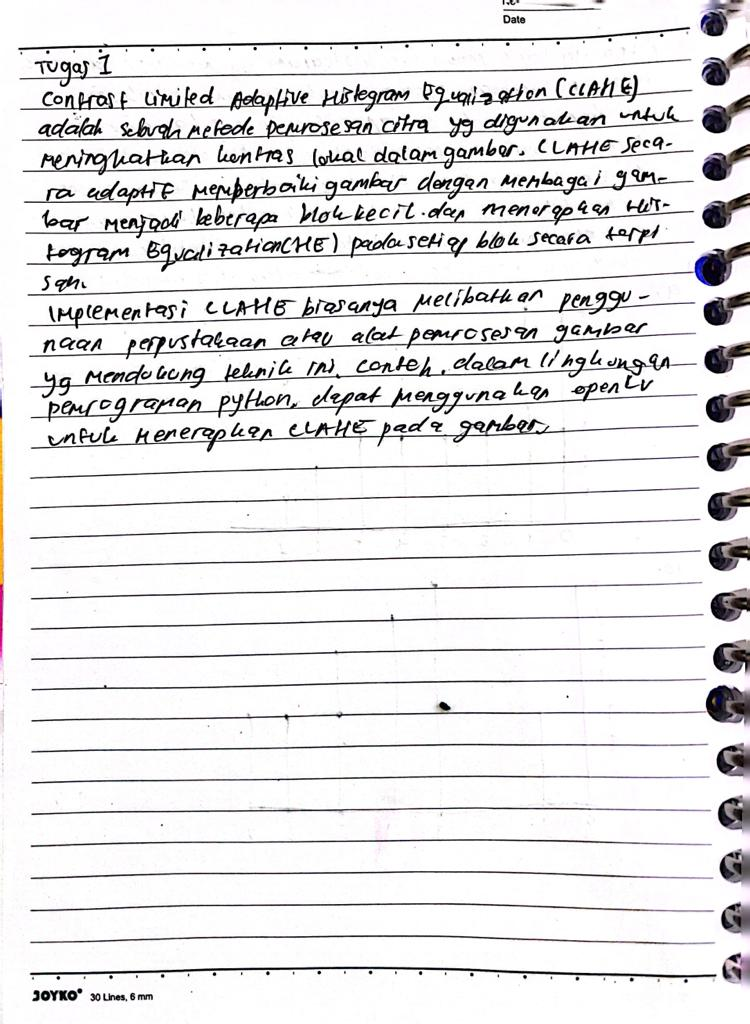 Date
Tugas 1
Contrast Limited Adaptive Histogram Equalization (CLAHE)
adalah sebuah metode pemrosesan citra yg digunakan untuk
meningkatkan kontras lokal dalam gambar. CLAHE seca-
ra adaptif memperbaiki gambar dengan membagai gam-
bar menjadi beberapa blok kecil dan menerapkan His-
togram Equalization(HE) pada setiap blok secara terpi
sah.
Implementasi CLAHE biasanya melibatkan penggu-
naan perpustakaan atau alat pemrosesan gambar
yg mendukung teknik ini. contoh, dalam lingkungan
pemrograman python, dapat menggunakan openCV
untuk menerapkan CLAHE pada gambar.
JOYKO 30 Lines, 6 mm